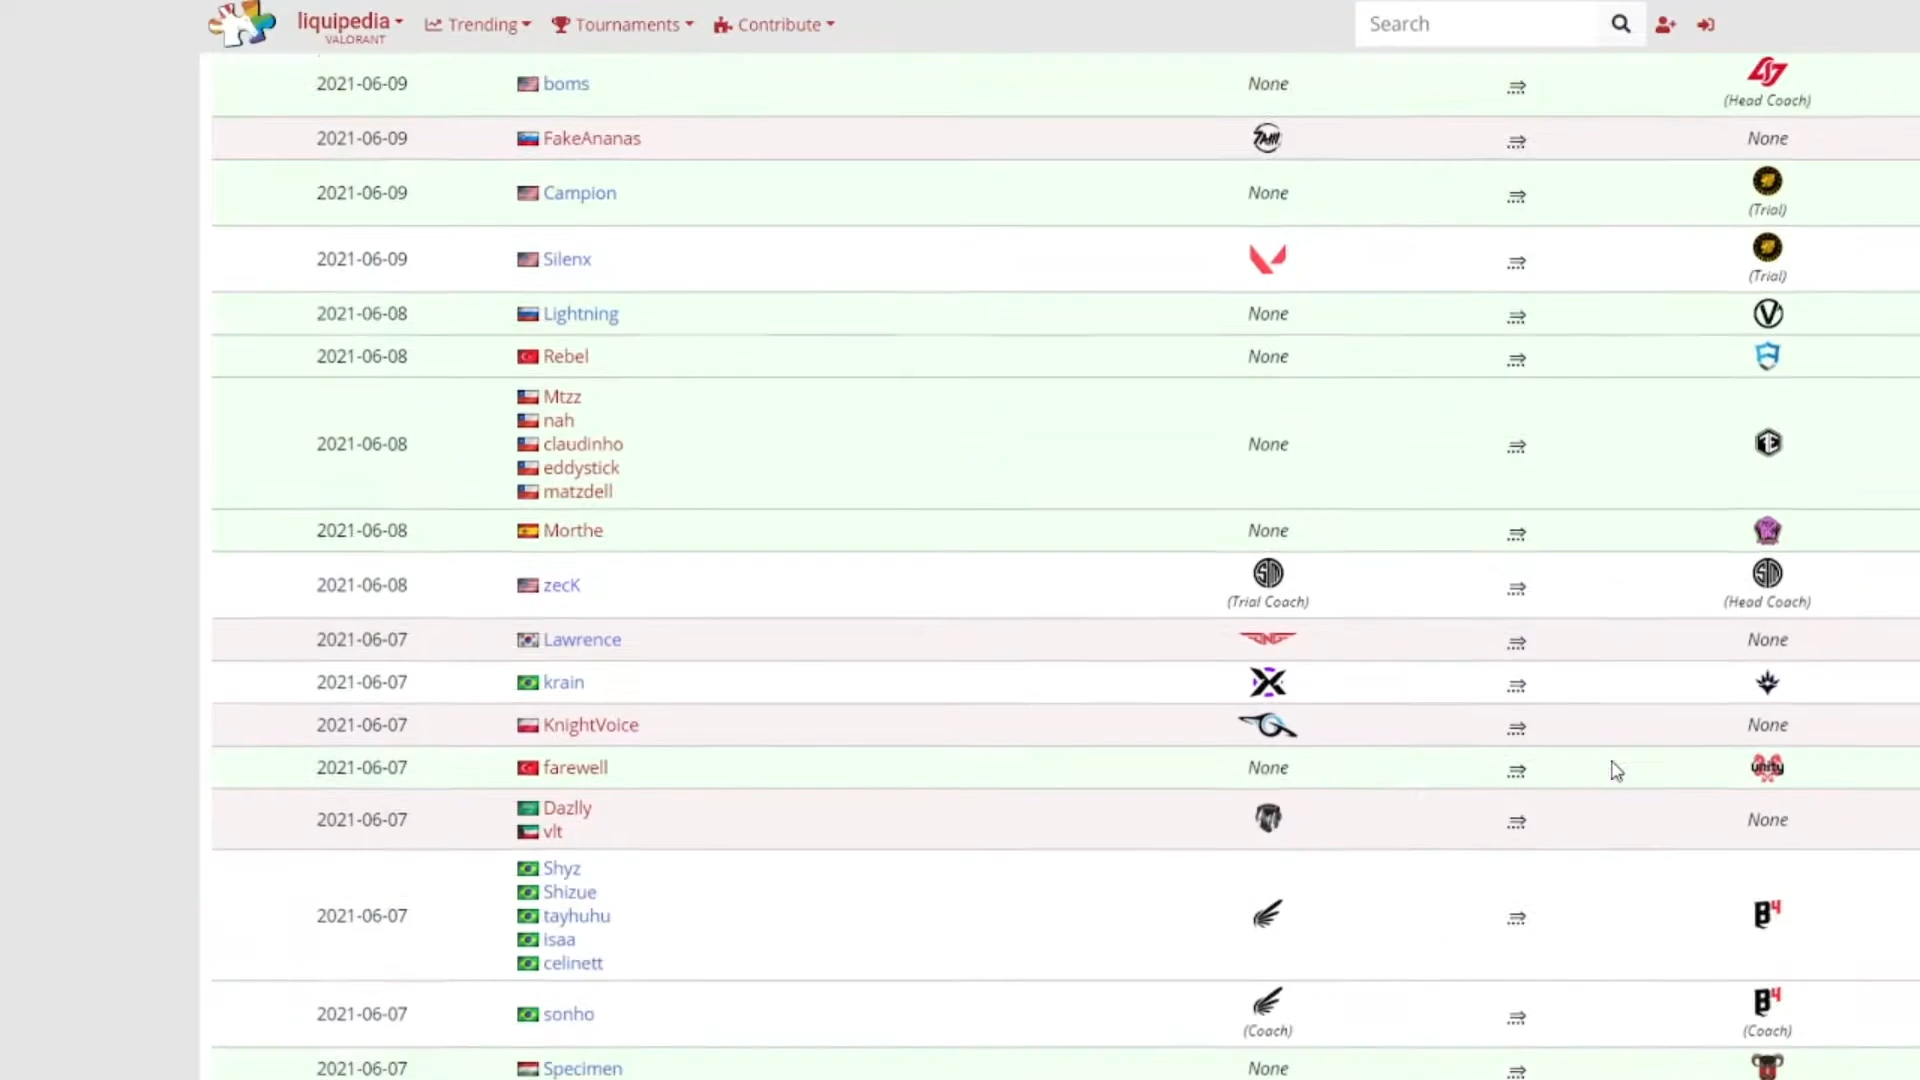 liquipedia
VALORANT
Trending
Tournaments
Contribute
Search
2021-06-09 boms None
(Head Coach)
2021-06-09 FakeAnanas None
2021-06-09 Campion None
(Trial)
2021-06-09 Silenx
(Trial)
2021-06-08 Lightning None
2021-06-08 Rebel None
Mtzz
nah
2021-06-08 claudinho None
eddystick
matzdell
2021-06-08 Morthe None
2021-06-08 zecK
(Trial Coach) (Head Coach)
2021-06-07 Lawrence None
2021-06-07 krain
2021-06-07 KnightVoice None
2021-06-07 farewell None unity
Dazlly
2021-06-07 None
vlt
Shyz
Shizue
2021-06-07 tayhuhu B4
isaa
celinett
2021-06-07 sonho B4
(Coach) (Coach)
2021-06-07 Specimen None